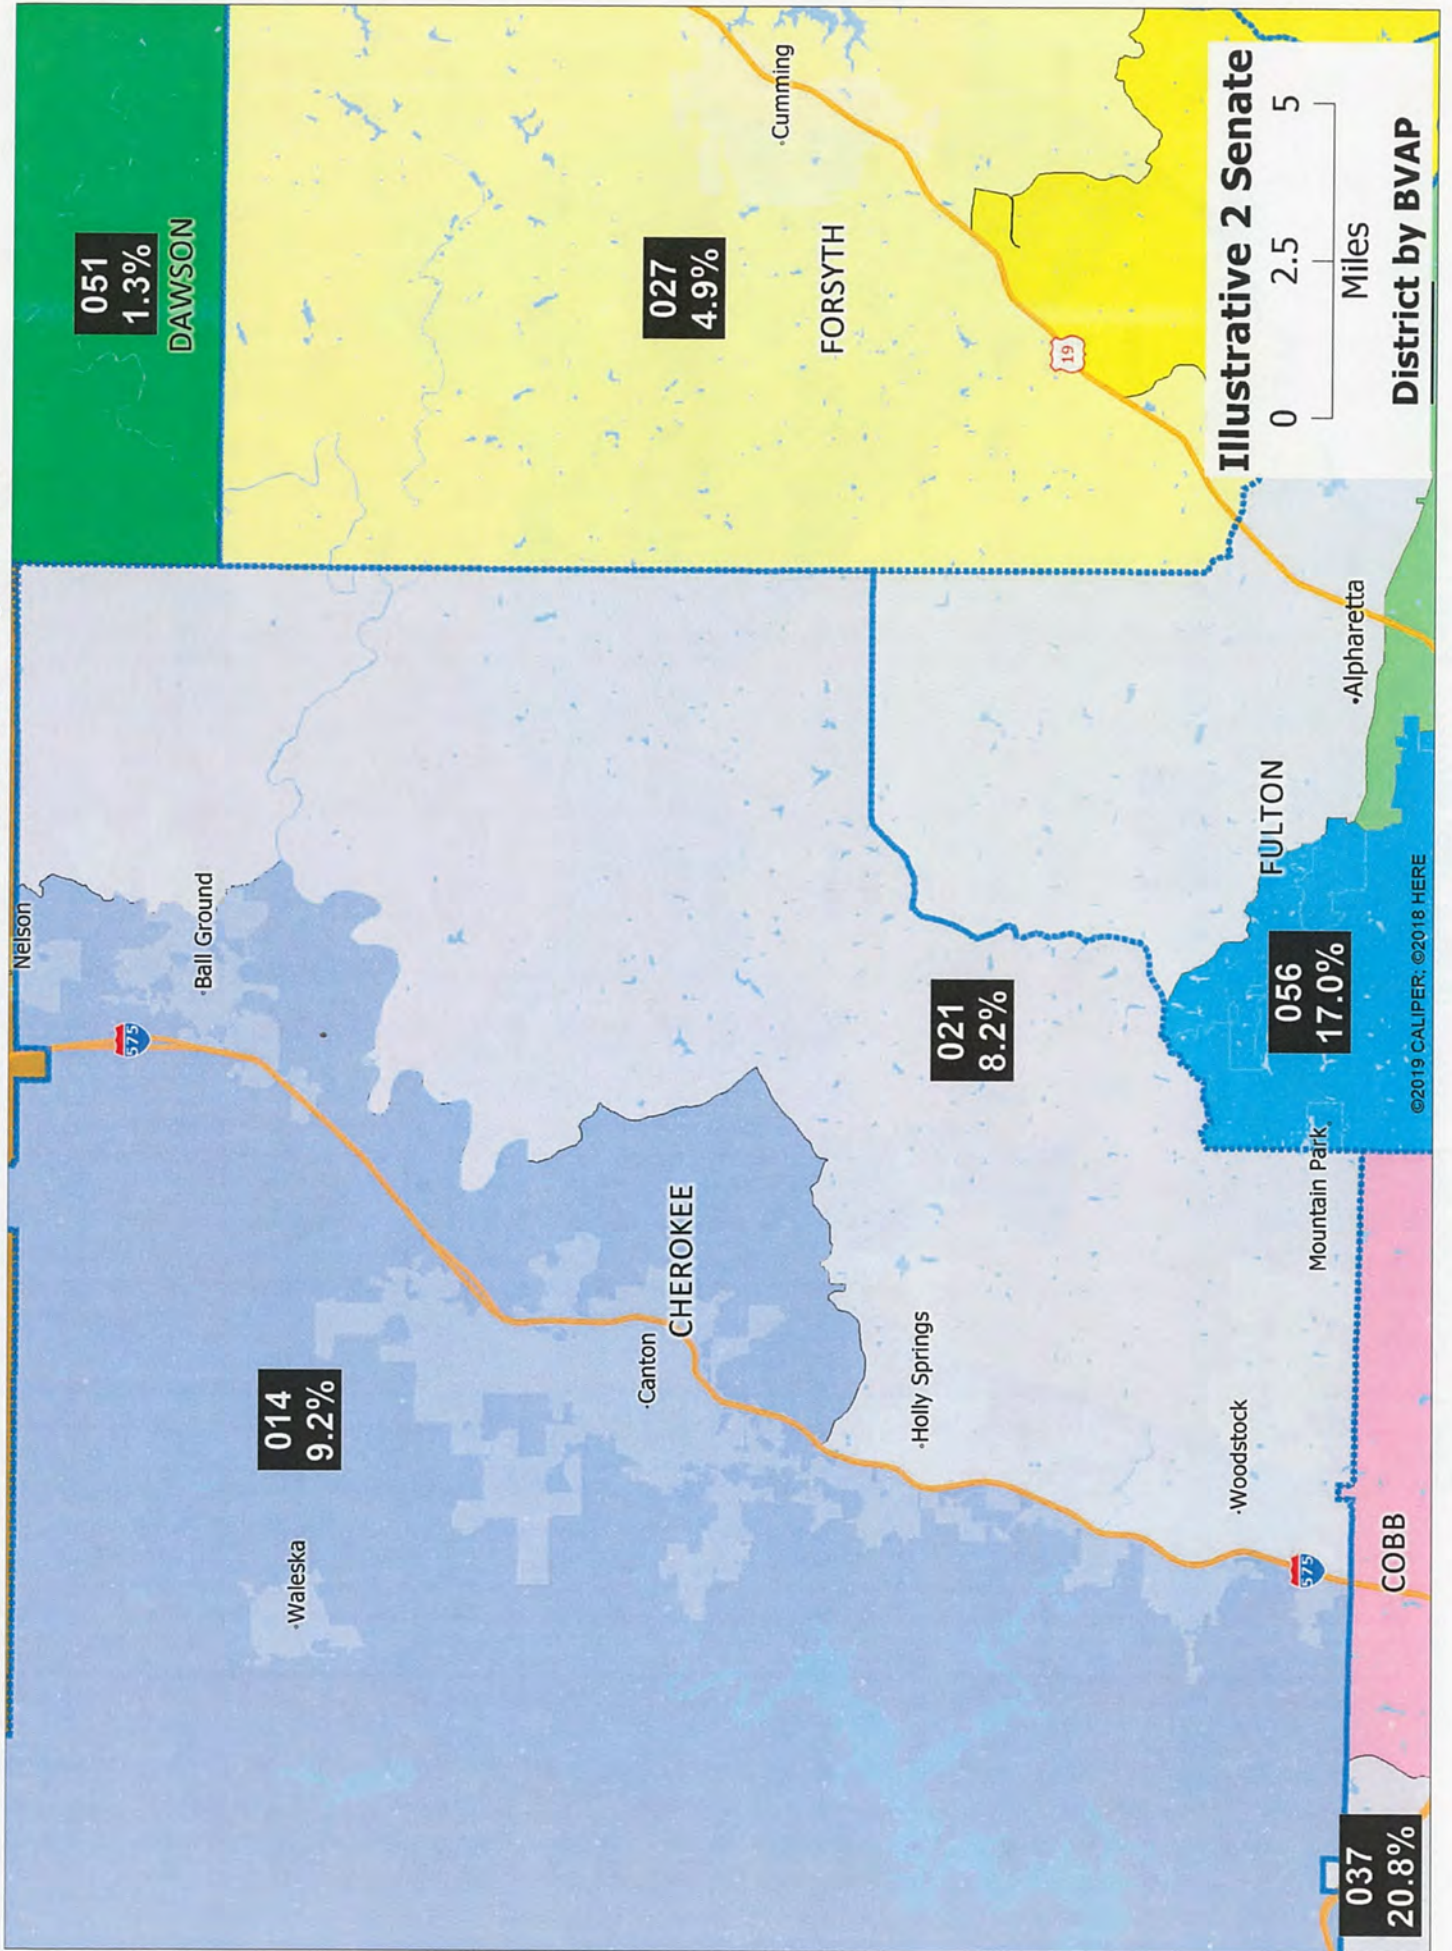 Nelson
051
1.3%
DAWSON
575
Ball Ground
014
9.2%
Waleska
Canton
027
4.9%
CHEROKEE
Cumming
FORSYTH
Holly Springs
021
8.2%
19
Woodstock
Illustrative 2 Senate
FULTON
056
17.0%
0 2.5 5
Miles
575
Mountain Park
Alpharetta
037
20.8%
COBB
District by BVAP
©2019 CALIPER; ©2018 HERE